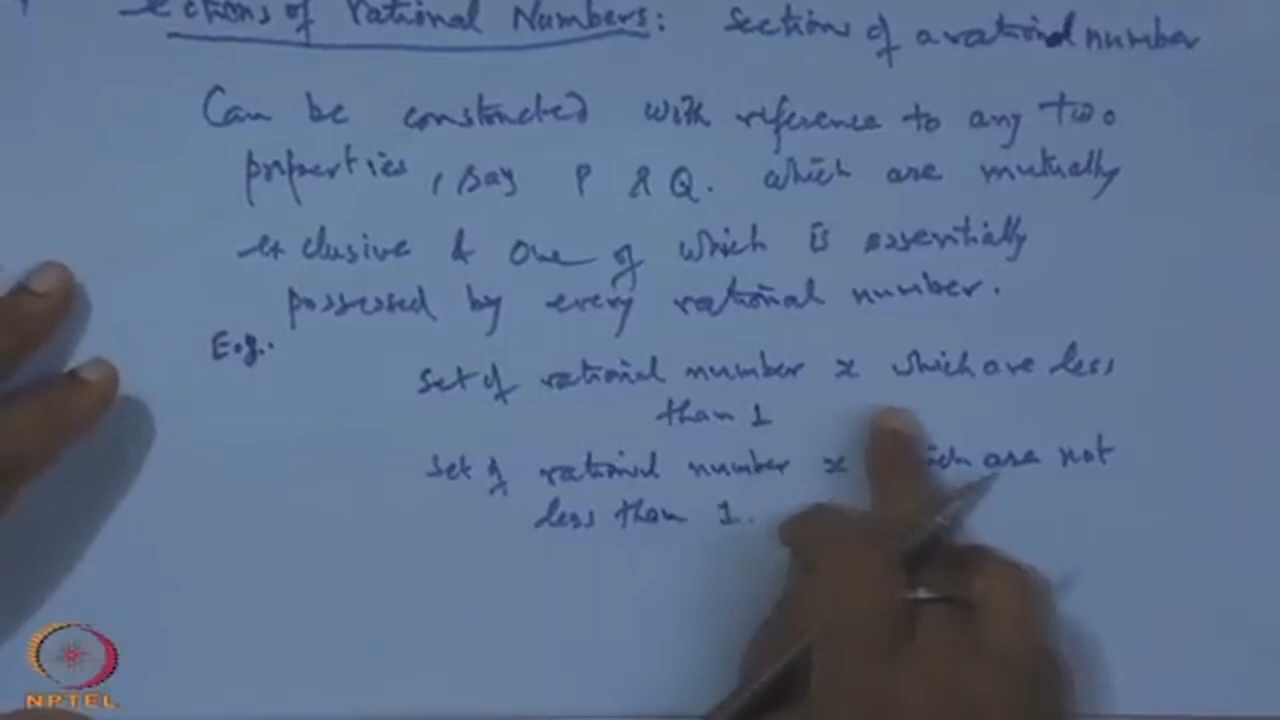 ections of Rational Numbers: Sections of a rational number
Can be constructed with reference to any two
properties, say P & Q. which are mutually
exclusive & one of which is essentially
possessed by every rational number.
E.g..
set of rational number x which are less
than 1
set of rational number x ich are not
less than 1.
NPTEL